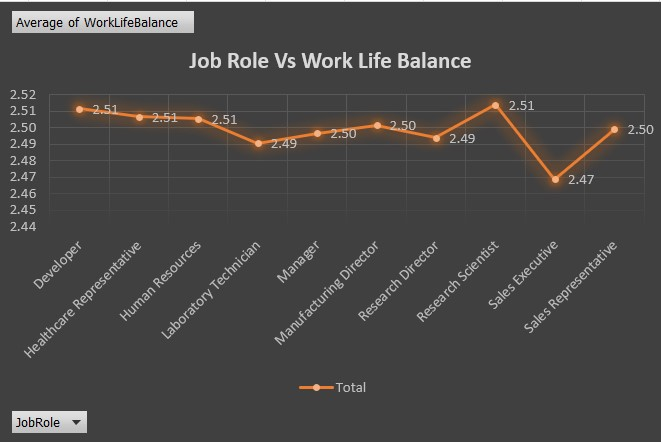 Average of WorkLifeBalance
Job Role Vs Work Life Balance
2.52
2.51
2.50
2.49
2.48
2.47
2.46
2.45
2.44
2.51
2.51
2.51
2.49
2.50
2.50
2.49
2.51
2.47
2.50
Developer
Healthcare Representative
Human Resources
Laboratory Technician
Manager
Manufacturing Director
Research Director
Research Scientist
Sales Executive
Sales Representative
Total
JobRole